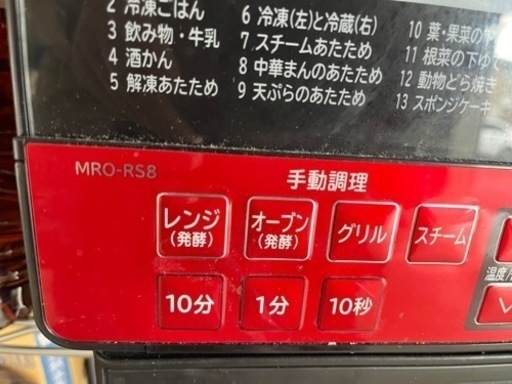 2 冷凍ごはん
3 飲み物・牛乳
4 酒かん
5 解凍あたため
6 冷凍(左)と冷蔵(右)
7 スチームあたため
8 中華まんのあたため
9 天ぷらのあたため
10 葉・果菜の
11 根菜の下ゆで
12 動物どら焼き
13 スポンジケーキ
MRO-RS8
手動調理
レンジ
(発酵)
オーブン
(発酵)
グリル
スチーム
10分
1分
10秒
温度/